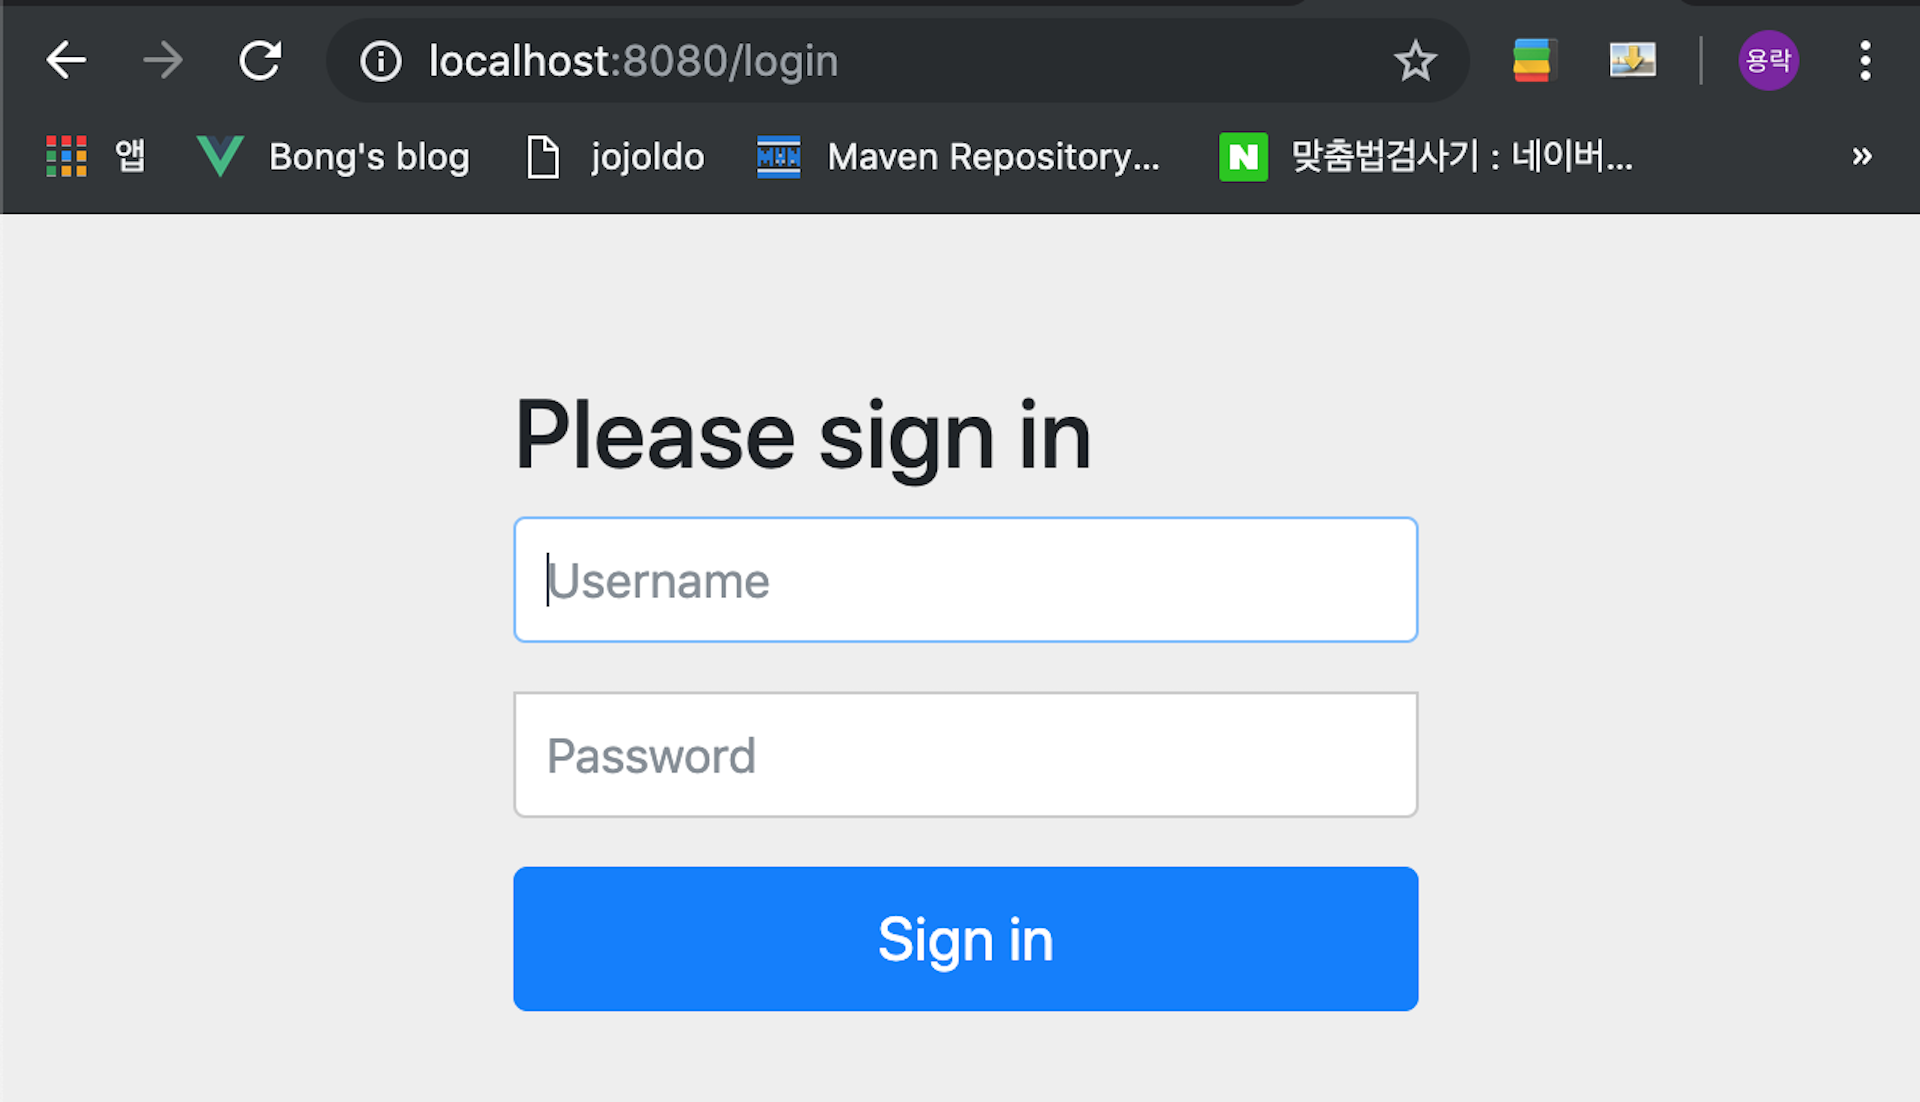 localhost:8080/login
용락
앱 Bong's blog jojoldo MVN Maven Repository... N 맞춤법검사기 : 네이버... »
Please sign in
Username
Password
Sign in